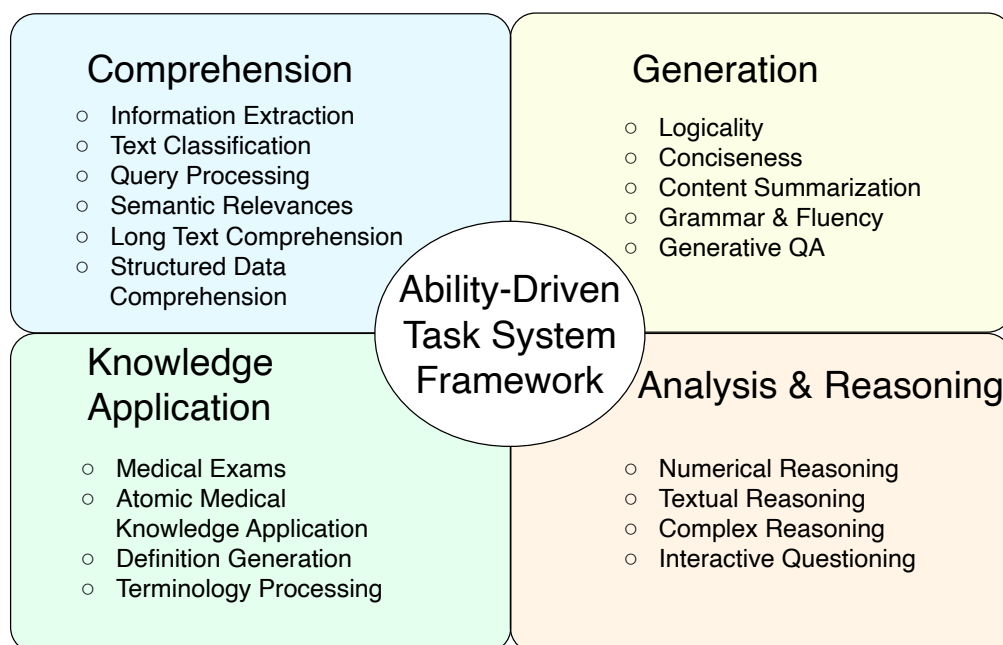 Comprehension
○ Information Extraction
○ Text Classification
○ Query Processing
○ Semantic Relevances
○ Long Text Comprehension
○ Structured Data
Comprehension
Generation
○ Logicality
○ Conciseness
○ Content Summarization
○ Grammar & Fluency
○ Generative QA
Ability-Driven
Task System
Framework
Knowledge
Application
○ Medical Exams
○ Atomic Medical
Knowledge Application
○ Definition Generation
○ Terminology Processing
Analysis & Reasoning
○ Numerical Reasoning
○ Textual Reasoning
○ Complex Reasoning
○ Interactive Questioning